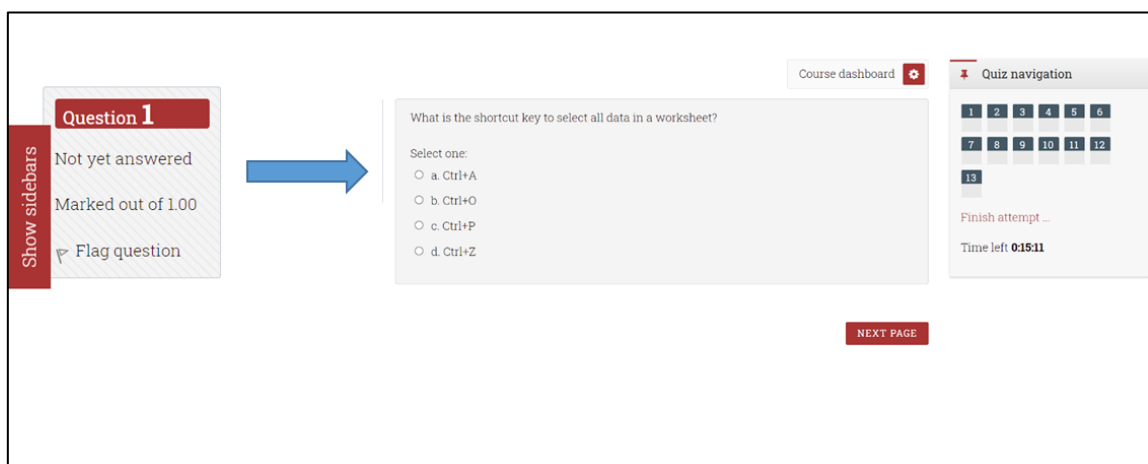 Show sidebars
Question 1
Not yet answered
Marked out of 1.00
Flag question
Course dashboard
What is the shortcut key to select all data in a worksheet?
Select one:
a. Ctrl+A
b. Ctrl+O
c. Ctrl+P
d. Ctrl+Z
NEXT PAGE
Quiz navigation
1 2 3 4 5 6
7 8 9 10 11 12
13
Finish attempt ...
Time left 0:15:11